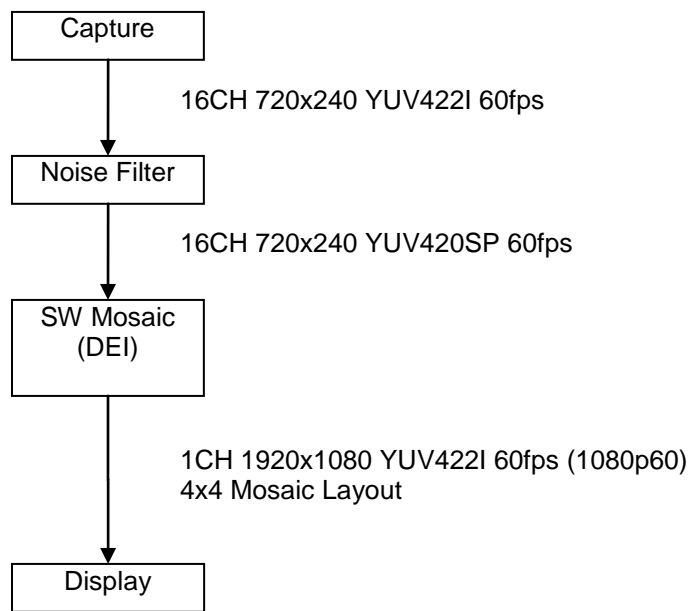 Capture
16CH 720x240 YUV422I 60fps
Noise Filter
16CH 720x240 YUV420SP 60fps
SW Mosaic
(DEI)
1CH 1920x1080 YUV422I 60fps (1080p60)
4x4 Mosaic Layout
Display